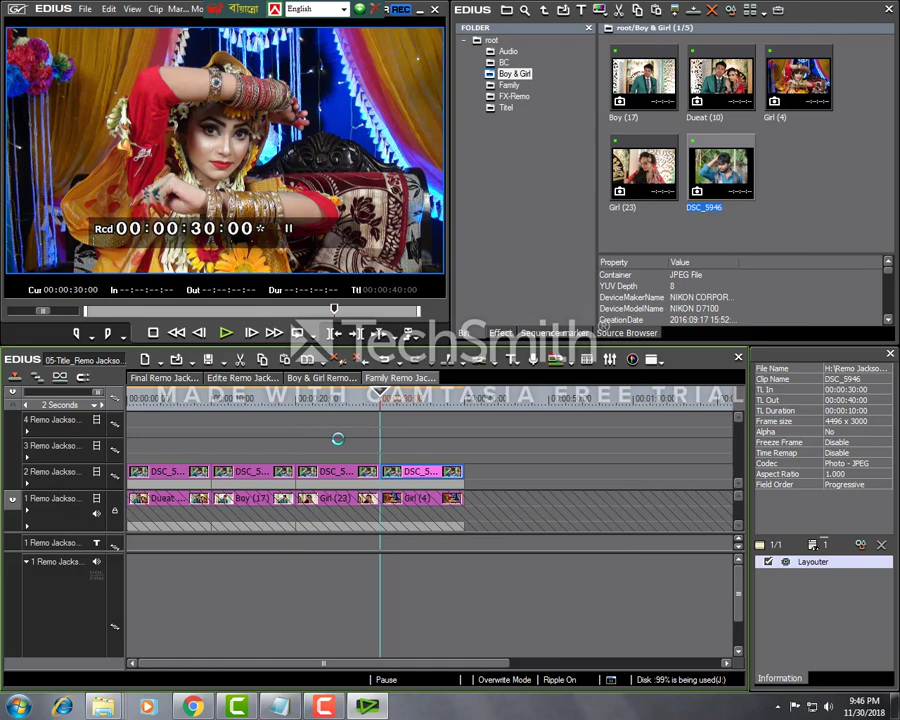 EDIUS File Edit View Clip Mar... Mo বায়ান্নো English REC
Rcd 00:00:30:00
Cur 00:00:30:00 In --:--:--:-- Out --:--:--:-- Dur --:--:--:-- Ttl 00:00:40:00
EDIUS
FOLDER
root
Audio
BC
Boy & Girl
Family
FX-Remo
Titel
root/Boy & Girl (1/5)
Boy (17) Dueat (10) Girl (4)
Girl (23) DSC_5946
Property Value
Container JPEG File
YUV Depth 8
DeviceMakerName NIKON CORPOR...
DeviceModelName NIKON D7100
CreationDate 2016.09.17 15:52...
Bin Effect Sequence marker Source Browser
TechSmith
MADE WITH CAMTASIA FREE TRIAL
EDIUS 05-Title_Remo Jackso...
Final Remo Jack... Edite Remo Jack... Boy & Girl Remo... Family Remo Jac...
2 Seconds
4 Remo Jackso...
3 Remo Jackso...
2 Remo Jackso... DSC_5... DSC_5... DSC_5... DSC_5...
1 Remo Jackso... Dueat ... Boy (17) Girl (23) Girl (4)
1 Remo Jackso... T
1 Remo Jackso...
VOL
PAN
Pause Overwrite Mode Ripple On Disk :99% is being used(J:)
File Name H:\Remo Jackso...
Clip Name DSC_5946
TL In 00:00:30:00
TL Out 00:00:40:00
TL Duration 00:00:10:00
Frame size 4496 x 3000
Alpha No
Freeze Frame Disable
Time Remap Disable
Codec Photo - JPEG
Aspect Ratio 1.000
Field Order Progressive
1/1 1
Layouter
Information
9:46 PM
11/30/2018